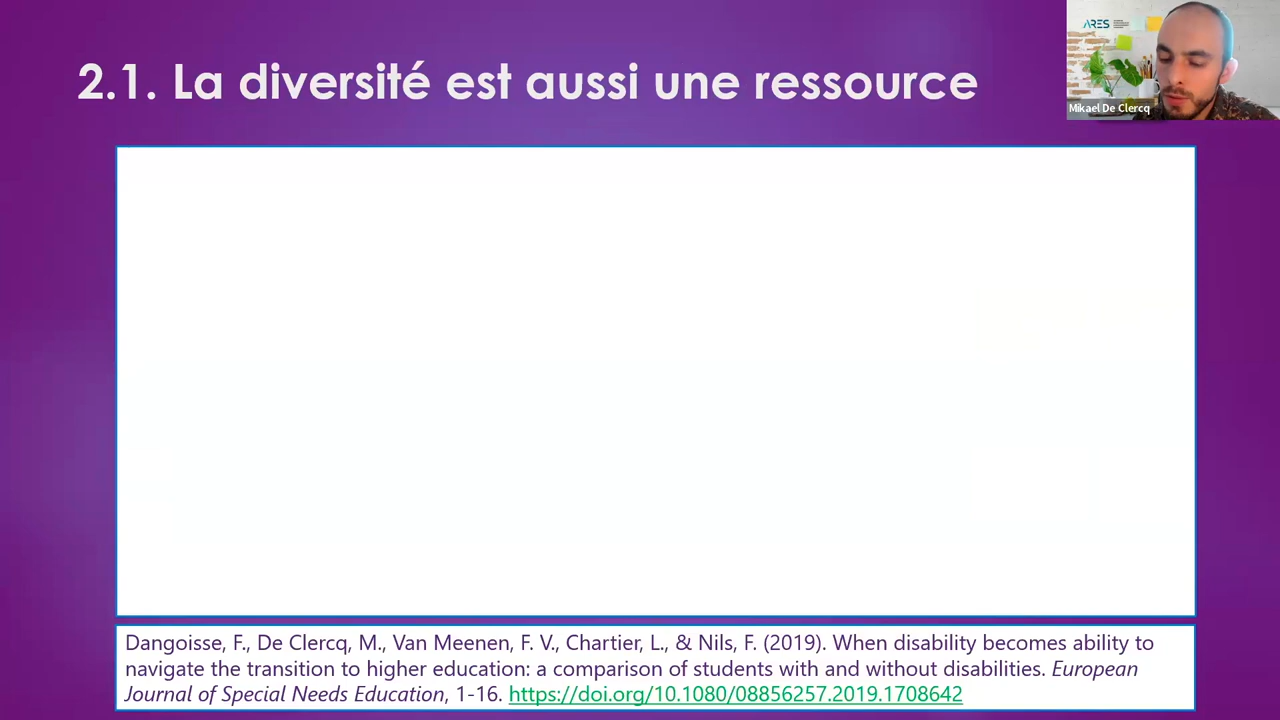 2.1. La diversité est aussi une ressource
ARES
Mikael De Clercq
Dangoisse, F., De Clercq, M., Van Meenen, F. V., Chartier, L., & Nils, F. (2019). When disability becomes ability to
navigate the transition to higher education: a comparison of students with and without disabilities. European
Journal of Special Needs Education, 1-16. https://doi.org/10.1080/08856257.2019.1708642